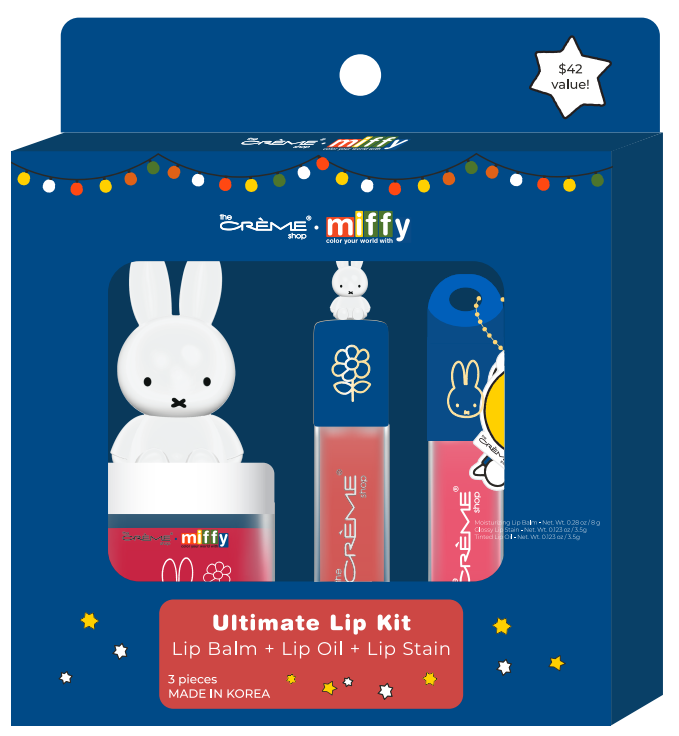 $42
value!
the
CRÈME
shop
miffy
color your world with
the
CRÈME®
shop
miffy
color your world with
CRÈME
miffy
the
CRÈME®
shop
CRÈME
shop
CRÈME
shop
Moisturizing Lip Balm • Net. Wt. 0.28 oz / 8 g
Glossy Lip Stain • Net. Wt. 0.123 oz / 3.5g
Tinted Lip Oil • Net. Wt. 0.123 oz / 3.5g
Ultimate Lip Kit
Lip Balm + Lip Oil + Lip Stain
3 pieces
MADE IN KOREA